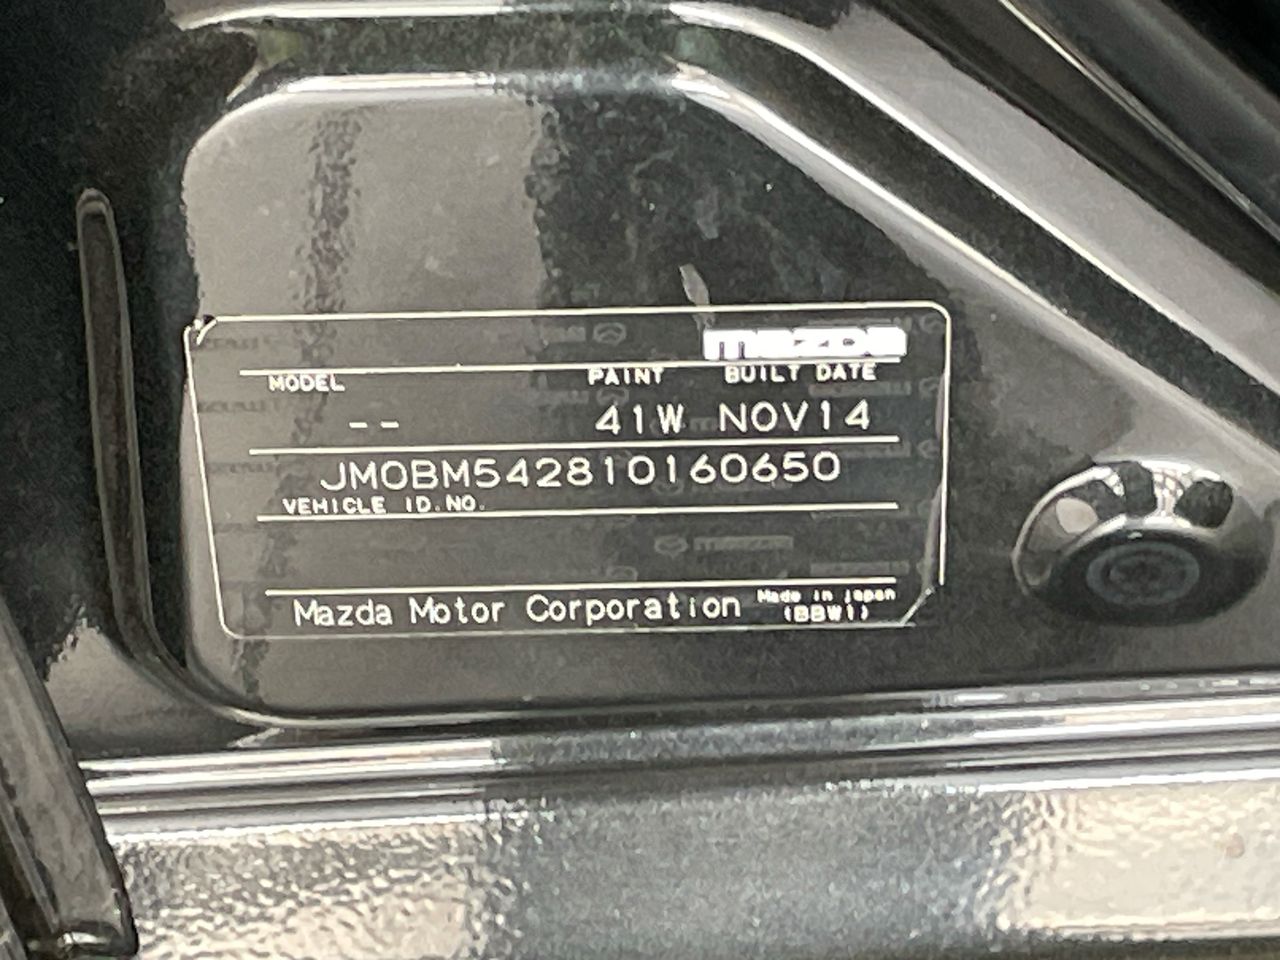 mazda
MODEL PAINT BUILT DATE
-- 41W NOV14
JM0BM542810160650
VEHICLE ID.NO.
Mazda Motor Corporation Made in Japan
(BBW1)